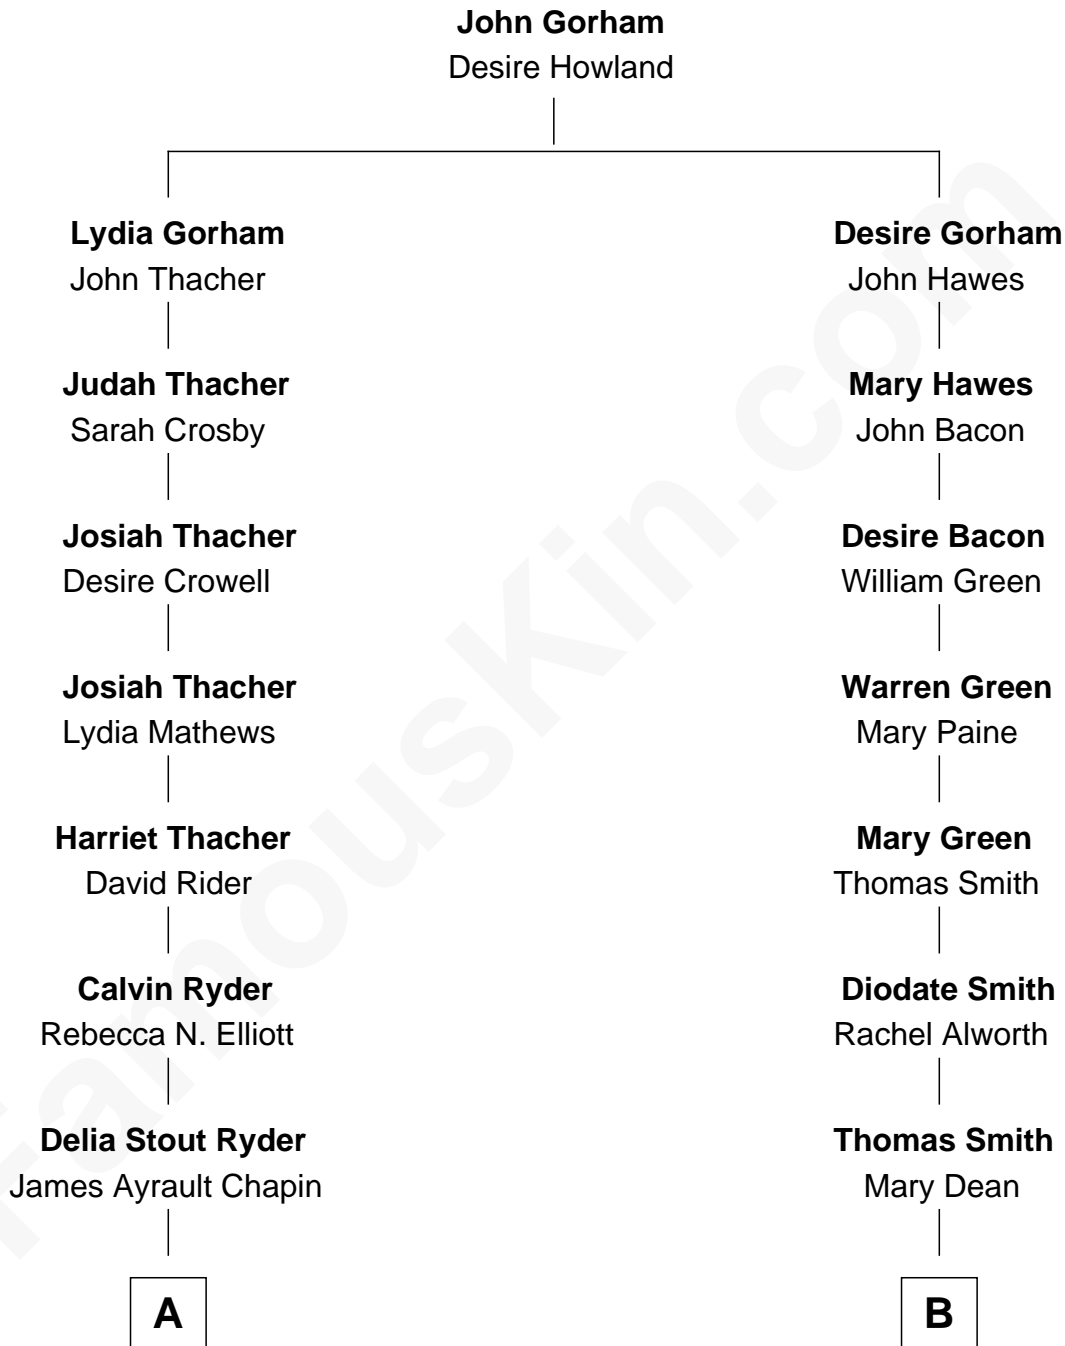 John Gorham
Desire Howland
Lydia Gorham
John Thacher
Judah Thacher
Sarah Crosby
Josiah Thacher
Desire Crowell
Josiah Thacher
Lydia Mathews
Harriet Thacher
David Rider
Calvin Ryder
Rebecca N. Elliott
Delia Stout Ryder
James Ayrault Chapin
A
Desire Gorham
John Hawes
Mary Hawes
John Bacon
Desire Bacon
William Green
Warren Green
Mary Paine
Mary Green
Thomas Smith
Diodate Smith
Rachel Alworth
Thomas Smith
Mary Dean
B
FamousKin.com